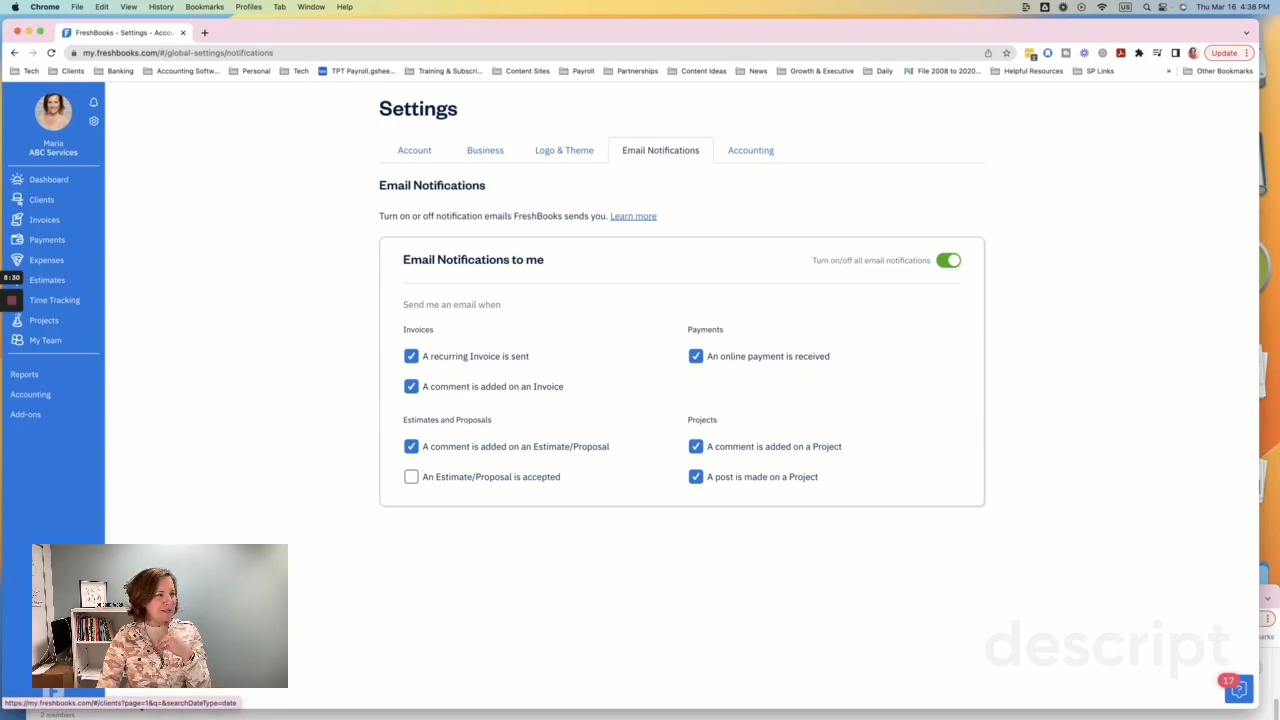 Chrome File Edit View History Bookmarks Profiles Tab Window Help
US
Thu Mar 16 4:38 PM
FreshBooks - Settings - Accou
my.freshbooks.com/#/global-settings/notifications
Update
Tech Clients Banking Accounting Softw... Personal Tech TPT Payroll.gshee... Training & Subscri... Content Sites Payroll Partnerships Content Ideas News Growth & Executive Daily File 2008 to 2020... Helpful Resources SP Links » Other Bookmarks
Maria
ABC Services
Dashboard
Clients
Invoices
Payments
Expenses
8:30
Estimates
Time Tracking
Projects
My Team
Reports
Accounting
Add-ons
Settings
Account Business Logo & Theme Email Notifications Accounting
Email Notifications
Turn on or off notification emails FreshBooks sends you. Learn more
Email Notifications to me
Turn on/off all email notifications
Send me an email when
Invoices
Payments
A recurring Invoice is sent
An online payment is received
A comment is added on an Invoice
Estimates and Proposals
Projects
A comment is added on an Estimate/Proposal
A comment is added on a Project
An Estimate/Proposal is accepted
A post is made on a Project
descript
17
https://my.freshbooks.com/#/clients?page=1&q=&searchDateType=date
2 members